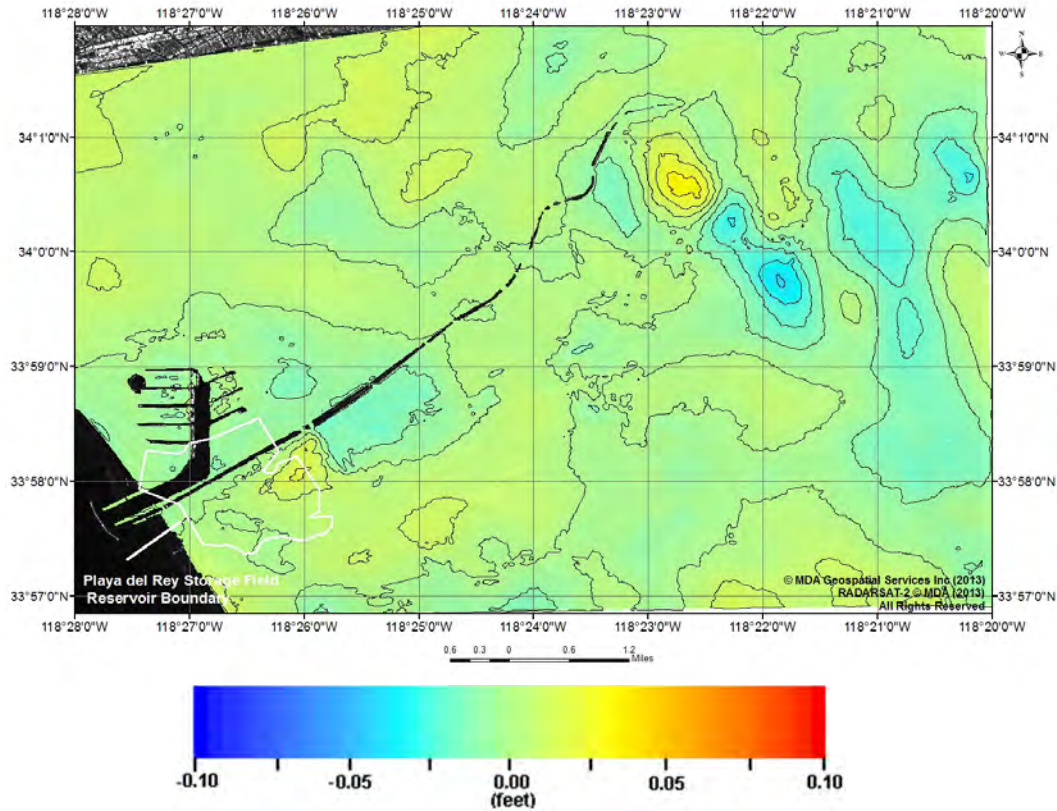 118°28'0"W 118°27'0"W 118°26'0"W 118°25'0"W 118°24'0"W 118°23'0"W 118°22'0"W 118°21'0"W 118°20'0"W
N
W E
S
34°1'0"N 34°1'0"N
34°0'0"N 34°0'0"N
33°59'0"N 33°59'0"N
33°58'0"N 33°58'0"N
Playa del Rey Storage Field
Reservoir Boundary
© MDA Geospatial Services Inc (2013)
RADARSAT-2 © MDA (2013)
All Rights Reserved
33°57'0"N 33°57'0"N
118°28'0"W 118°27'0"W 118°26'0"W 118°25'0"W 118°24'0"W 118°23'0"W 118°22'0"W 118°21'0"W 118°20'0"W
0.6 0.3 0 0.6 1.2
Miles
-0.10 -0.05 0.00 0.05 0.10
(feet)